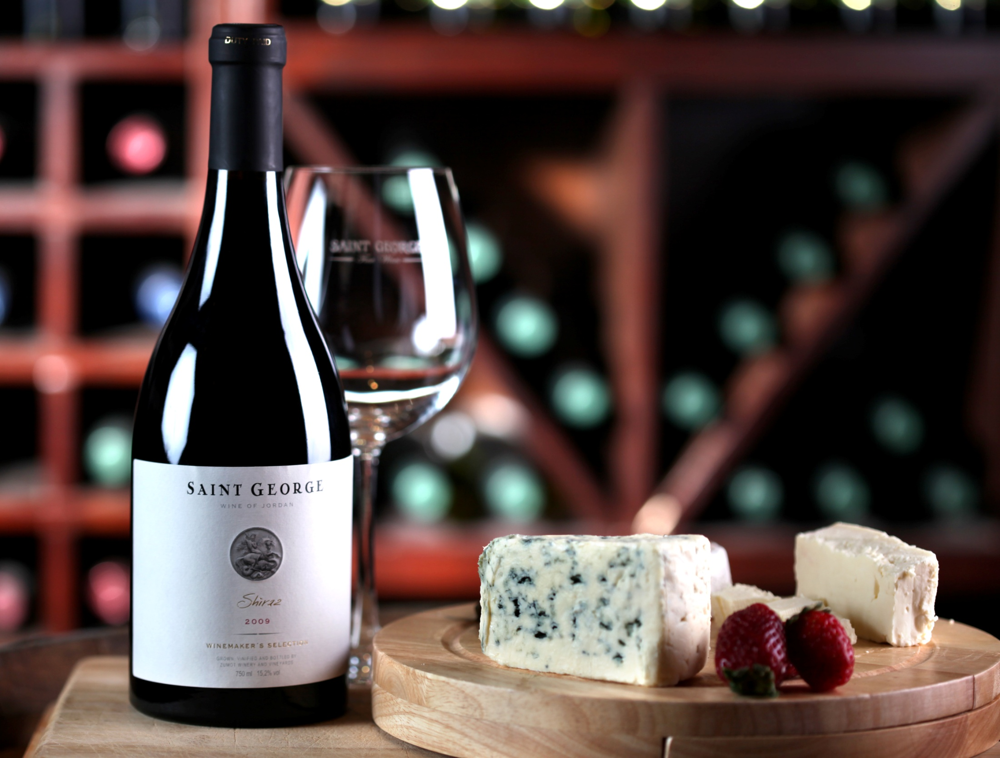 DUTY PAID
SAINT GEORGE
SAINT GEORGE
WINE OF JORDAN
Shiraz
2009
WINEMAKER'S SELECTION
GROWN, VINIFIED AND BOTTLED BY
ZUMOT WINERY AND VINEYARDS
750 ml 15.2% vol